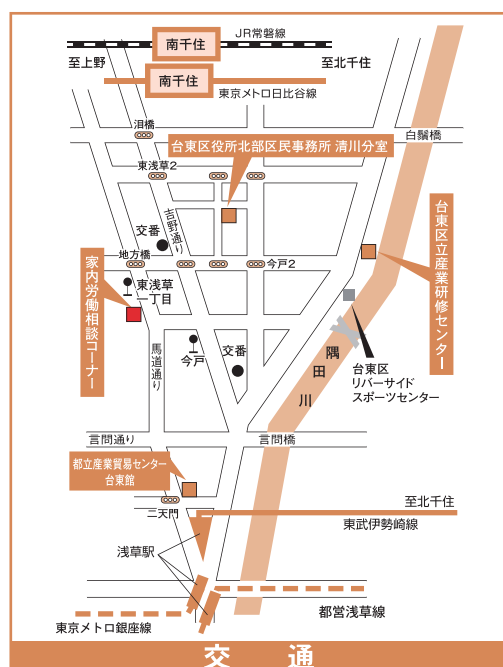 JR常磐線
南千住
至上野
至北千住
南千住
東京メトロ日比谷線
泪橋
白鬚橋
台東区役所北部区民事務所 清川分室
東浅草2
吉野通り
交番
台東区立産業研修センター
地方橋
今戸2
家内労働相談コーナー
東浅草
一丁目
馬道通り
今戸
交番
台東区
リバーサイド
スポーツセンター
隅田川
言問通り
言問橋
都立産業貿易センター
台東館
二天門
至北千住
東武伊勢崎線
浅草駅
都営浅草線
東京メトロ銀座線
交 通